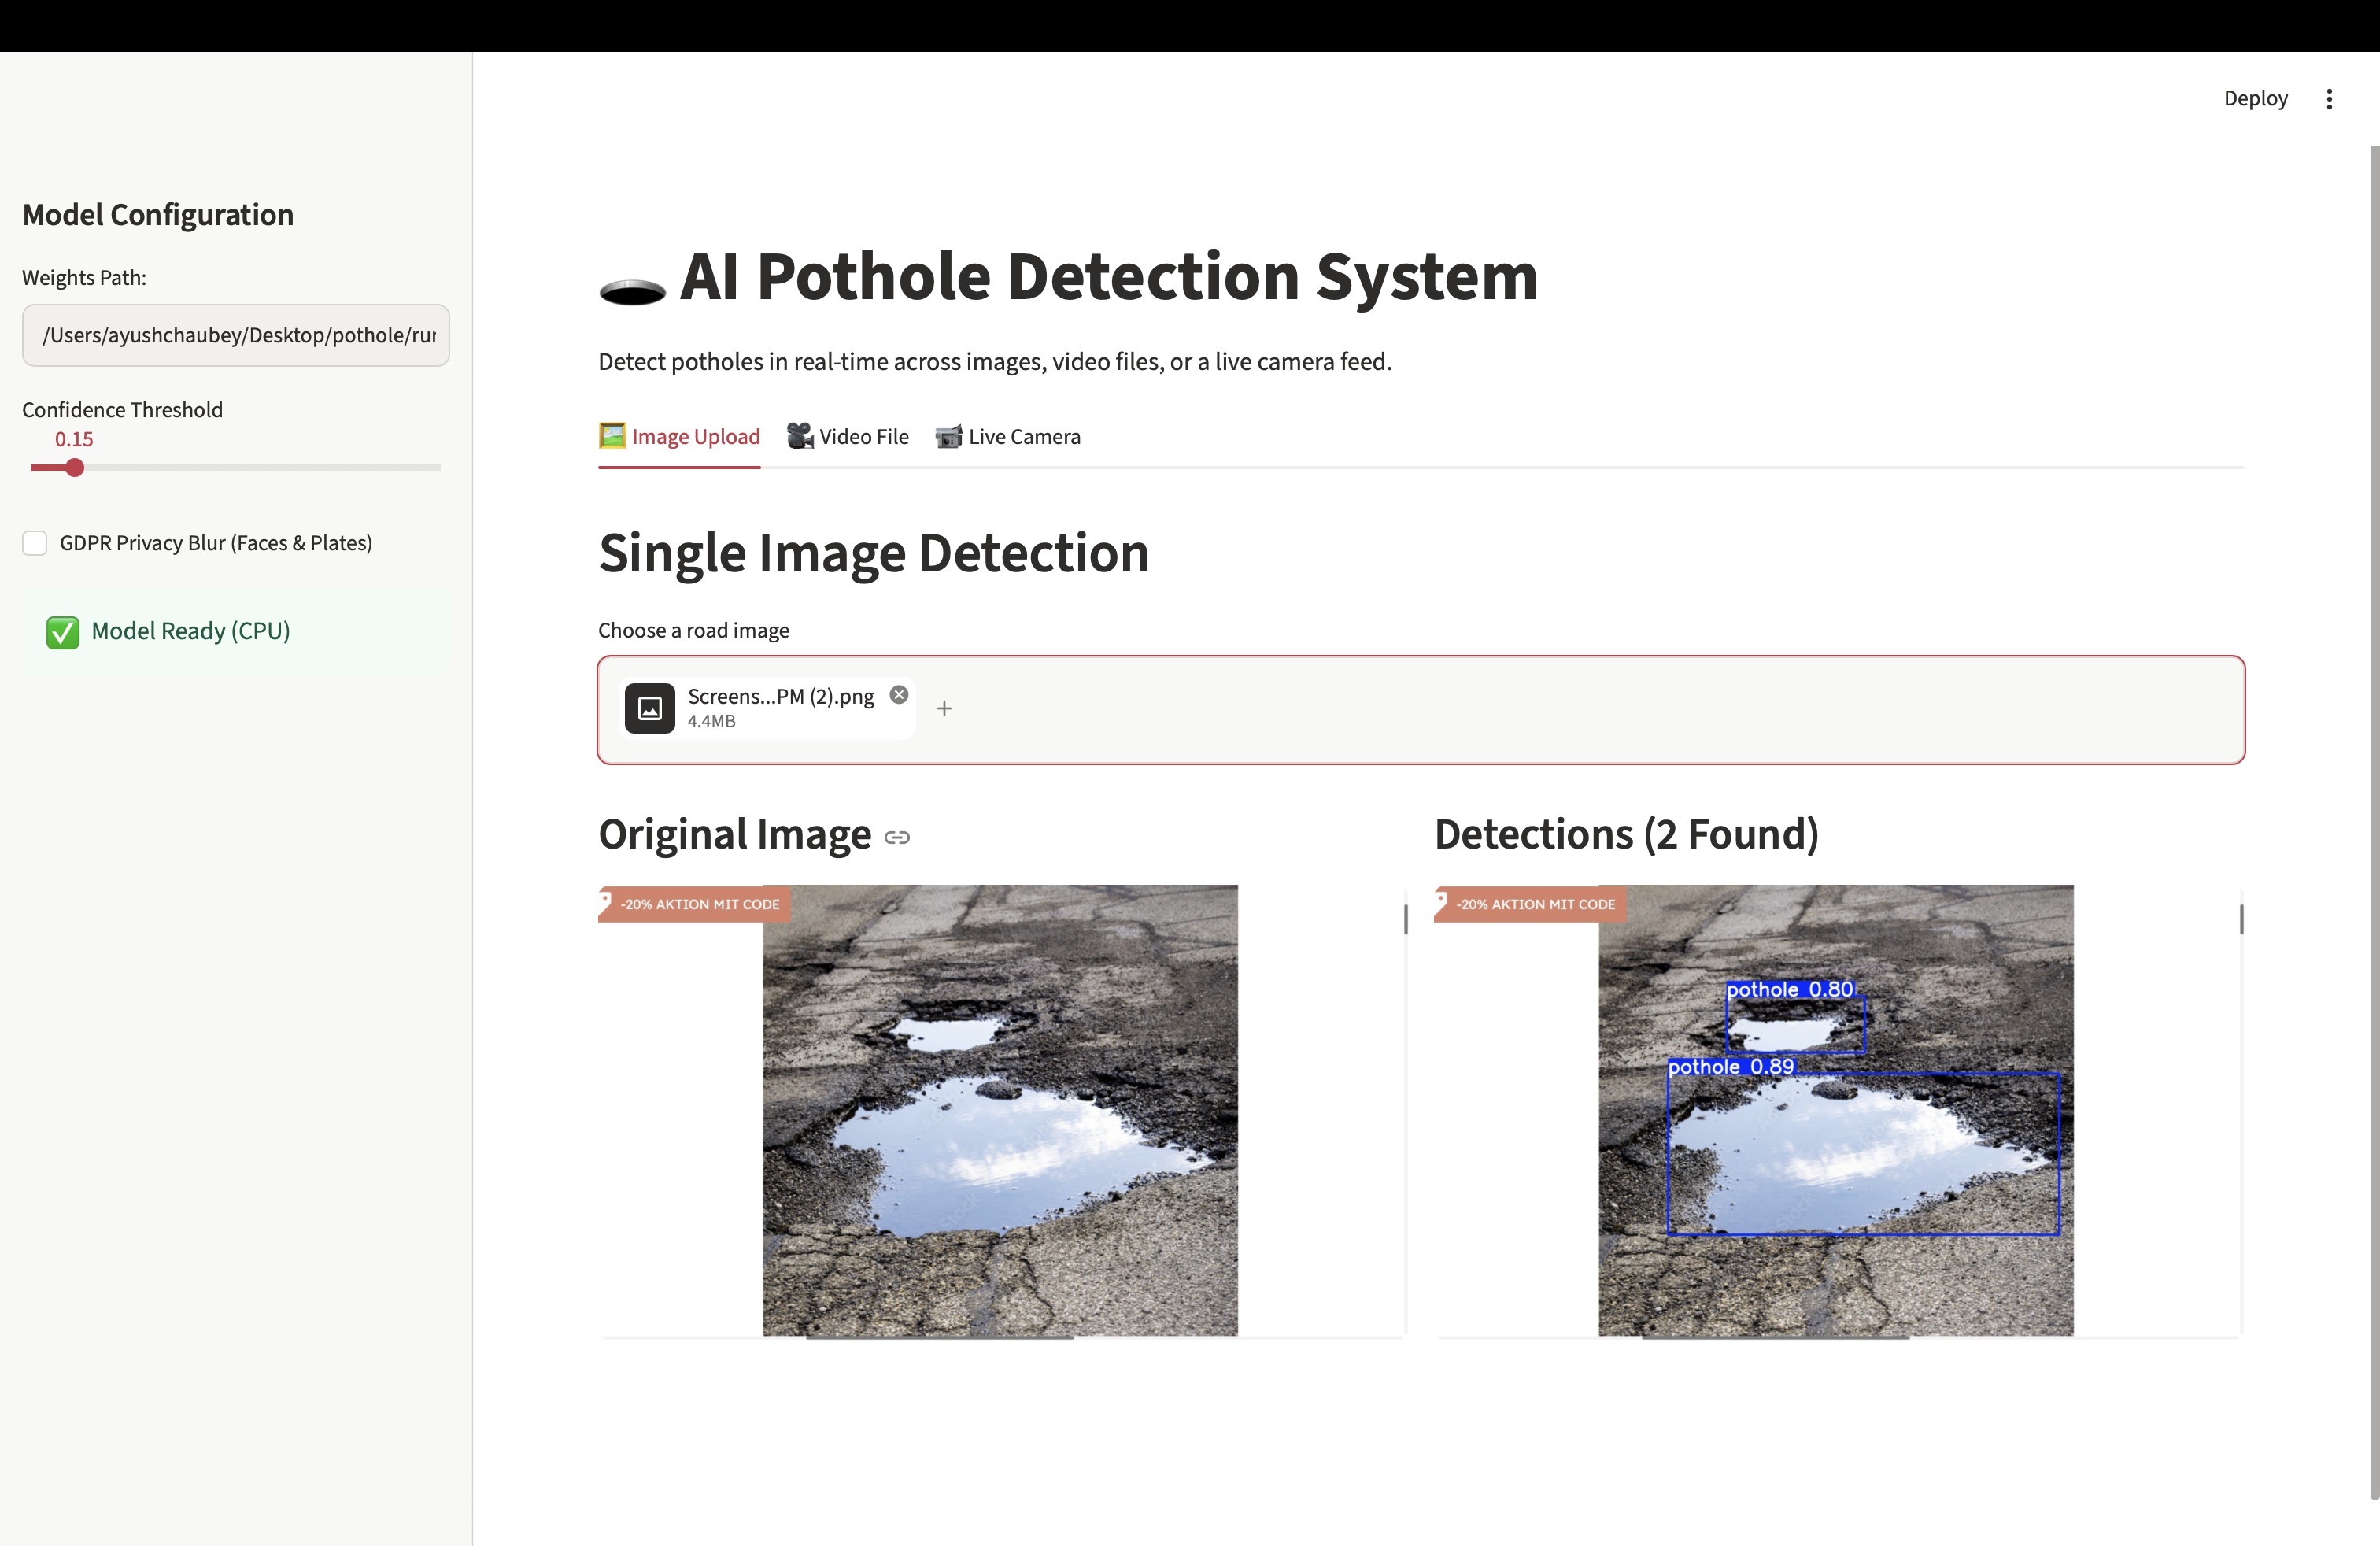 Deploy
Model Configuration
Weights Path:
/Users/ayushchaubey/Desktop/pothole/rur
Confidence Threshold
0.15
GDPR Privacy Blur (Faces & Plates)
Model Ready (CPU)
AI Pothole Detection System
Detect potholes in real-time across images, video files, or a live camera feed.
Image Upload
Video File
Live Camera
Single Image Detection
Choose a road image
Screens...PM (2).png
4.4MB
Original Image
-20% AKTION MIT CODE
Detections (2 Found)
-20% AKTION MIT CODE
pothole 0.80
pothole 0.89